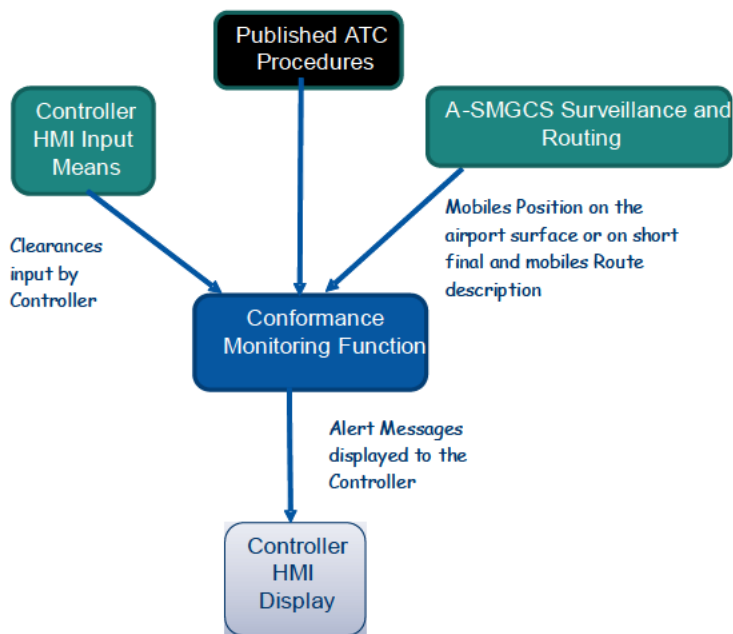 Published ATC
Procedures
Controller
HMI Input
Means
A-SMGCS Surveillance and
Routing
Clearances
input by
Controller
Mobiles Position on the
airport surface or on short
final and mobiles Route
description
Conformance
Monitoring Function
Alert Messages
displayed to the
Controller
Controller
HMI
Display